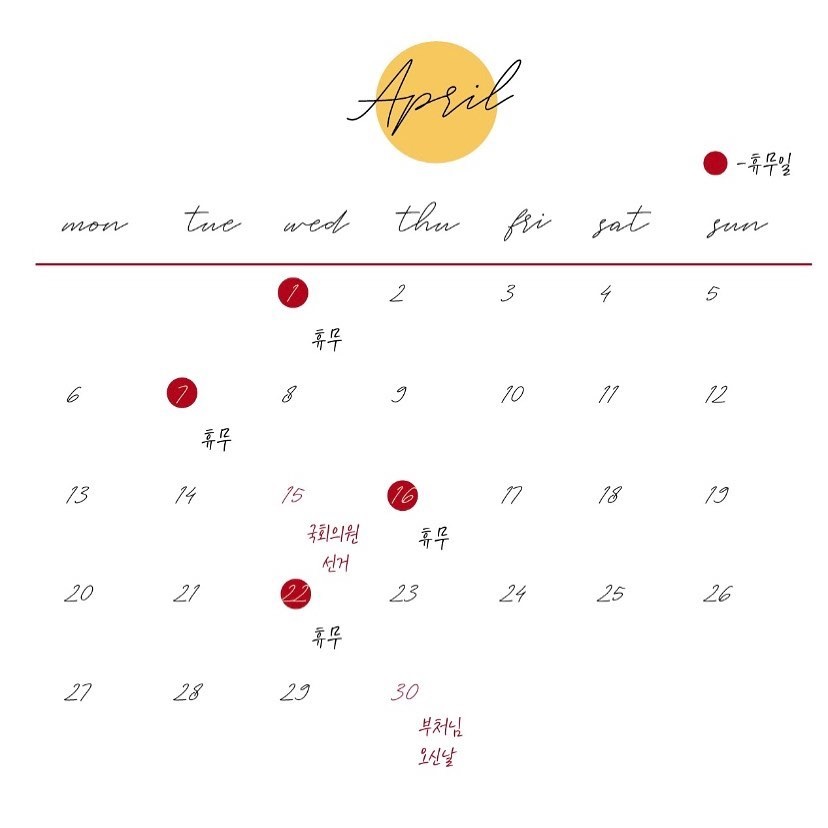 April
-휴무일
mon tue wed thu fri sat sun
1 2 3 4 5
휴무
6 7 8 9 10 11 12
휴무
13 14 15 16 17 18 19
국회의원 휴무
선거
20 21 22 23 24 25 26
휴무
27 28 29 30
부처님
오신날